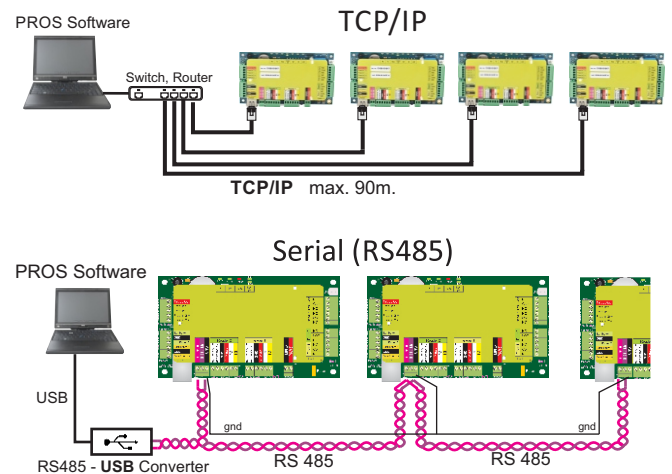 TCP/IP
PROS Software
Switch, Router
TCP/IP max. 90m.
Serial (RS485)
PROS Software
USB
gnd
gnd
RS485 - USB Converter
RS 485
RS 485